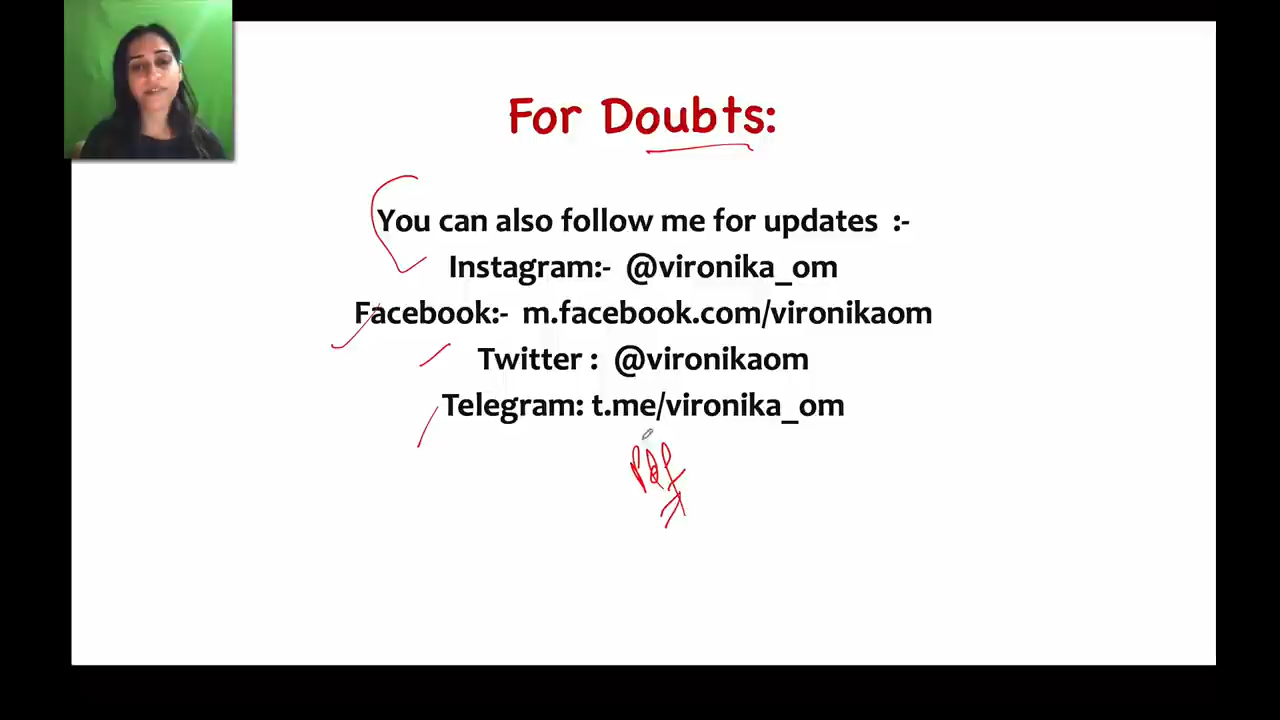 For Doubts:
You can also follow me for updates :-
Instagram:- @vironika_om
Facebook:- m.facebook.com/vironikaom
Twitter : @vironikaom
Telegram: t.me/vironika_om